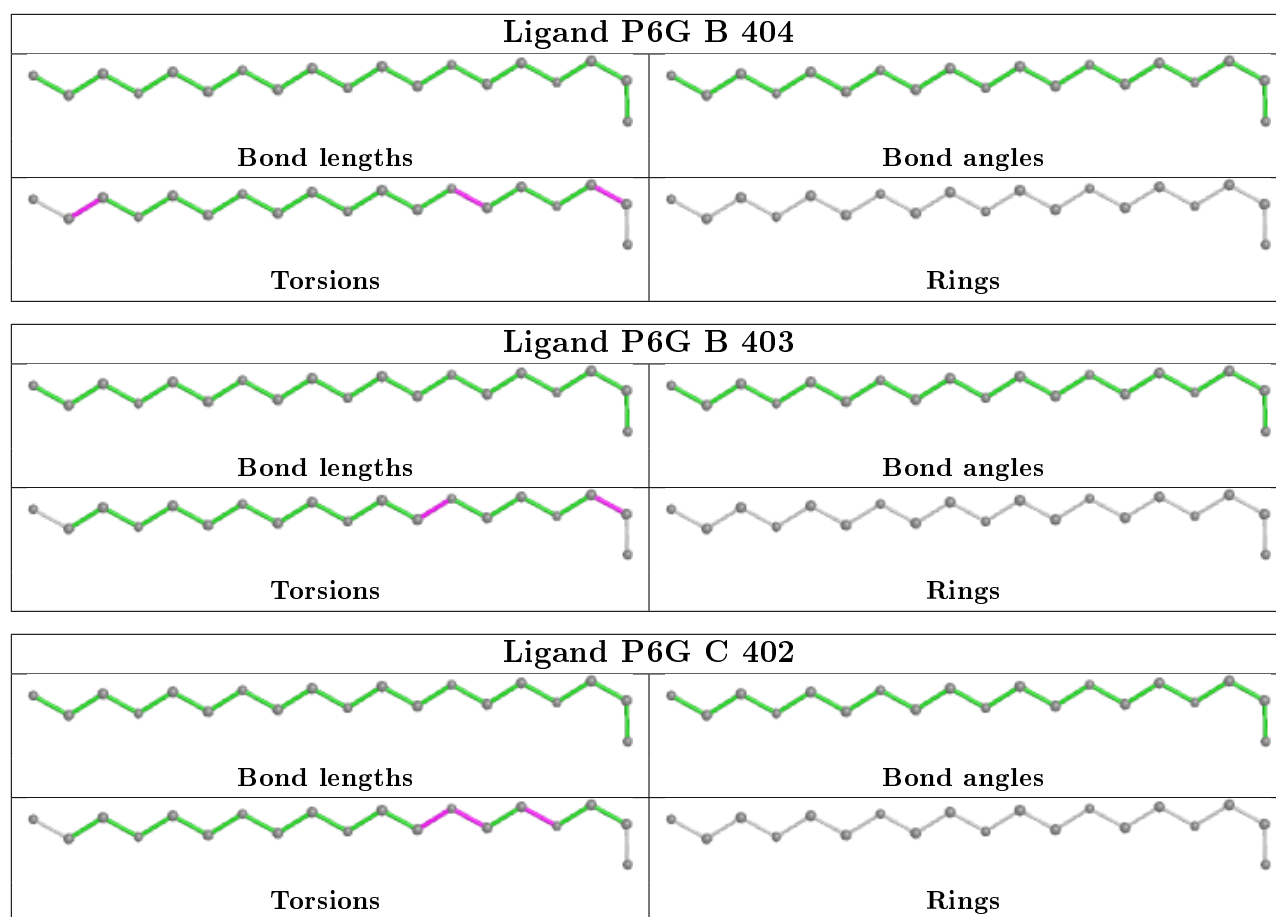 Ligand P6G B 404
Bond lengths
Bond angles
Torsions
Rings
Ligand P6G B 403
Bond lengths
Bond angles
Torsions
Rings
Ligand P6G C 402
Bond lengths
Bond angles
Torsions
Rings